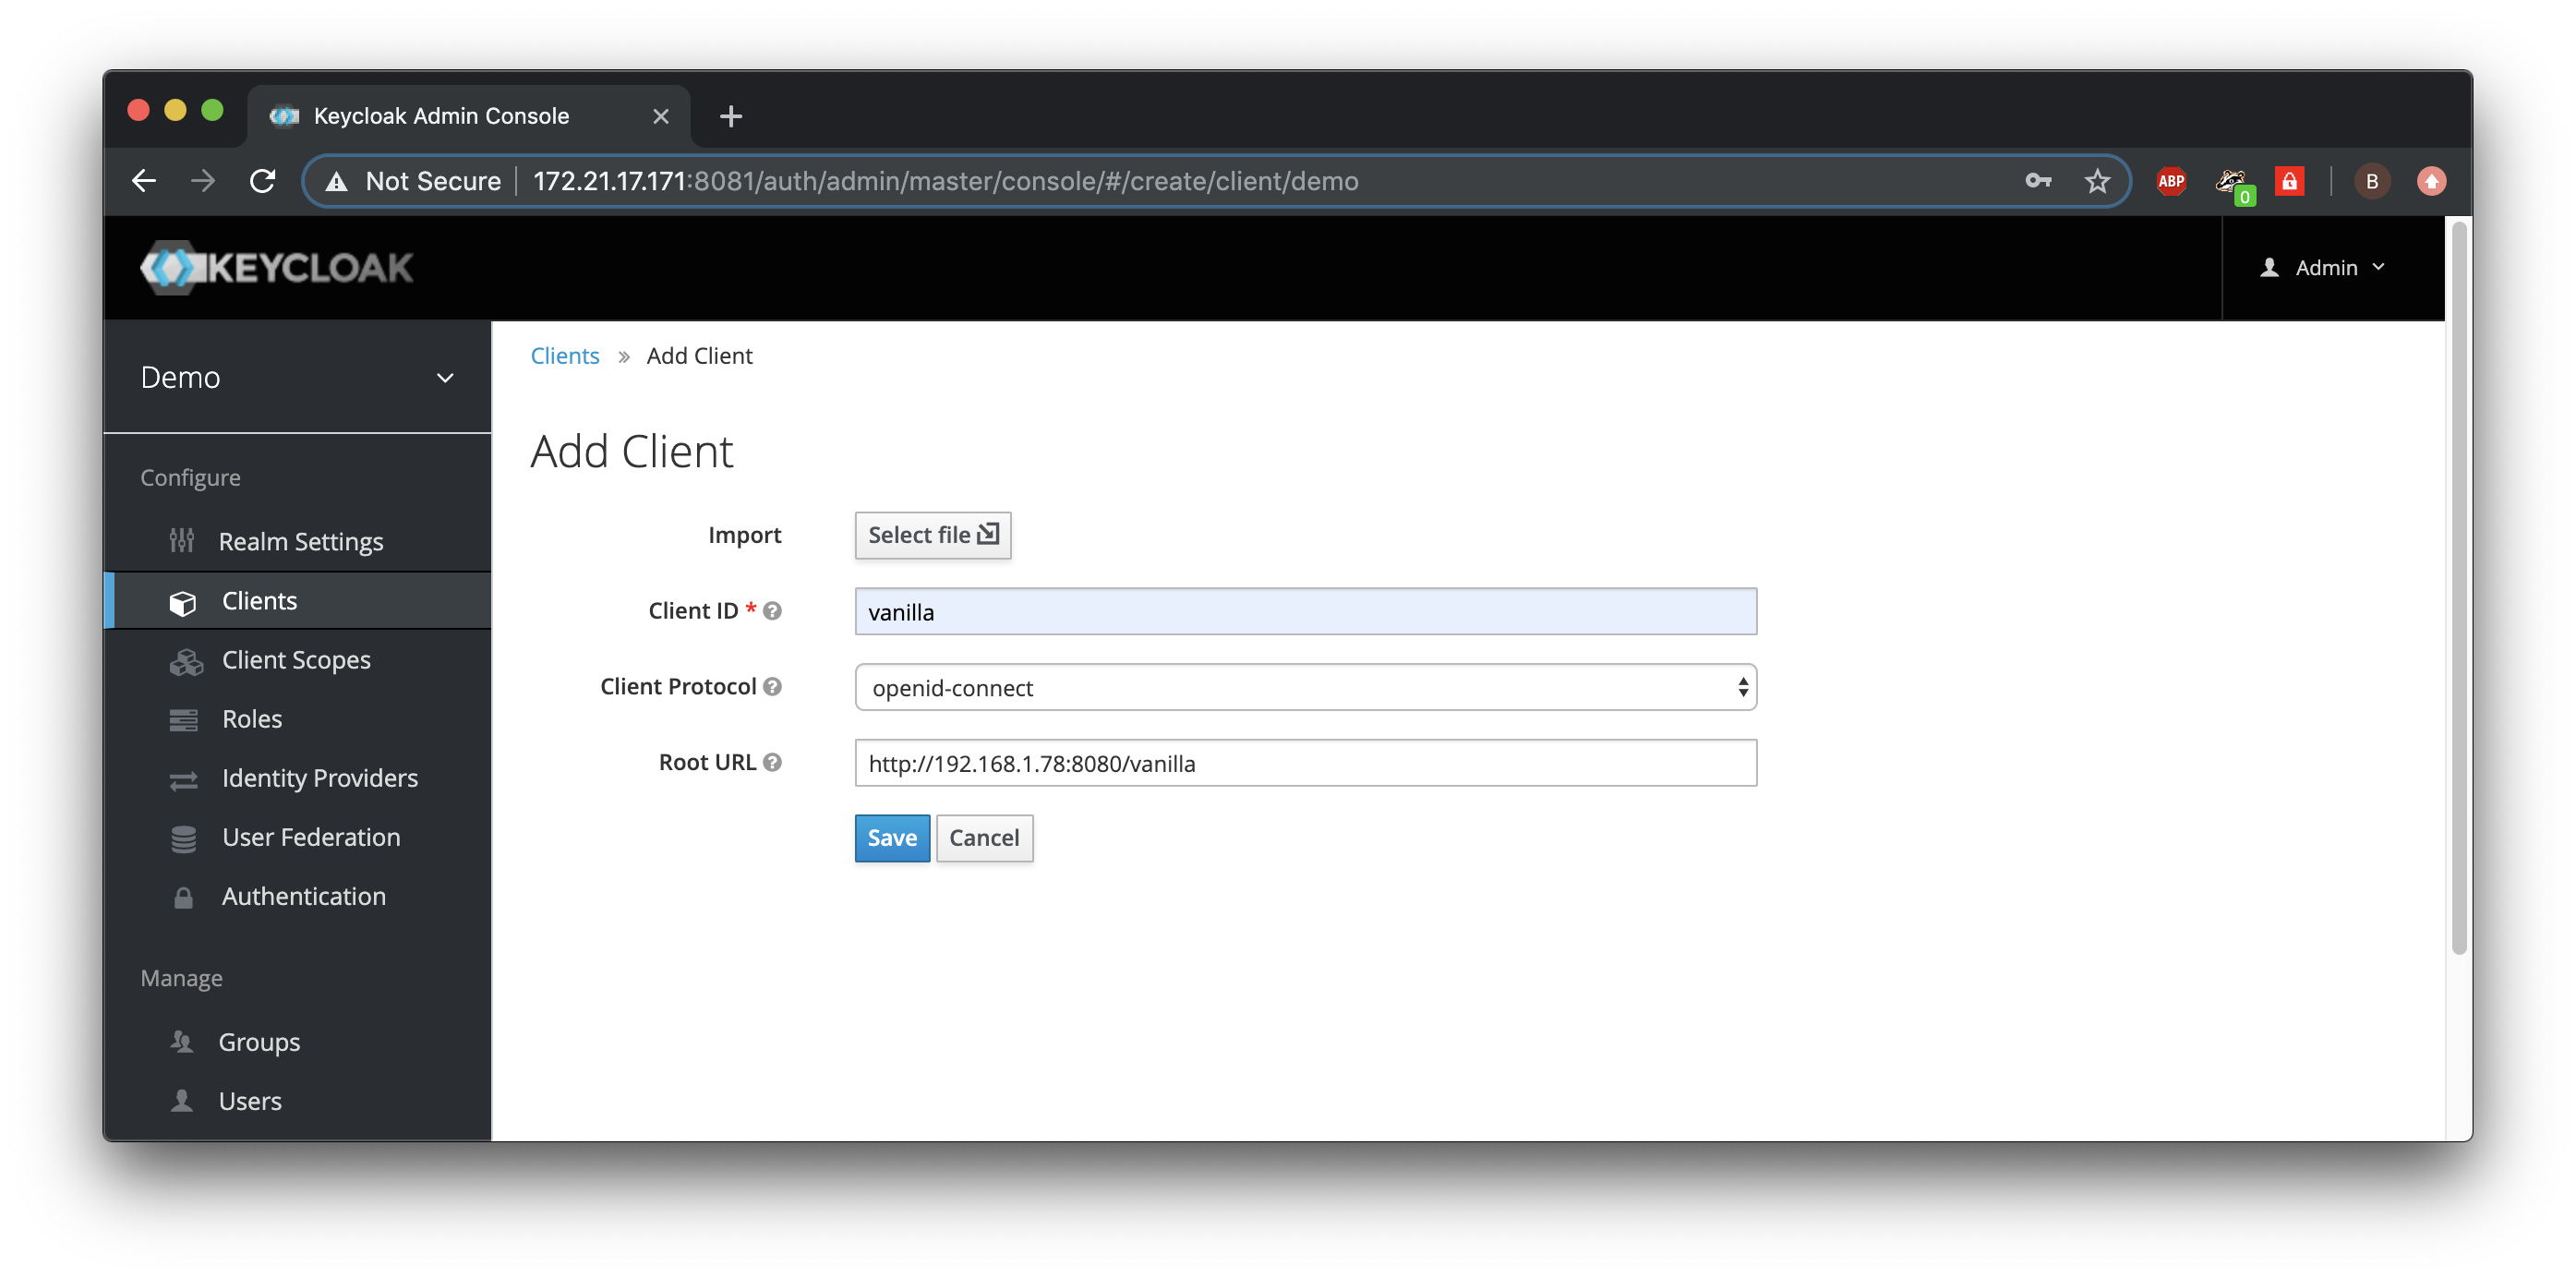 Keycloak Admin Console
Not Secure 172.21.17.171:8081/auth/admin/master/console/#/create/client/demo
ABP
0
B
KEYCLOAK
Admin
Demo
Clients » Add Client
Add Client
Configure
Realm Settings
Clients
Client Scopes
Roles
Identity Providers
User Federation
Authentication
Manage
Groups
Users
Import Select file
Client ID * vanilla
Client Protocol openid-connect
Root URL http://192.168.1.78:8080/vanilla
Save Cancel